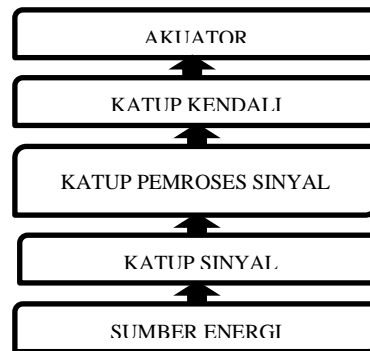 AKUATOR
KATUP KENDALI
KATUP PEMROSES SINYAL
KATUP SINYAL
SUMBER ENERGI